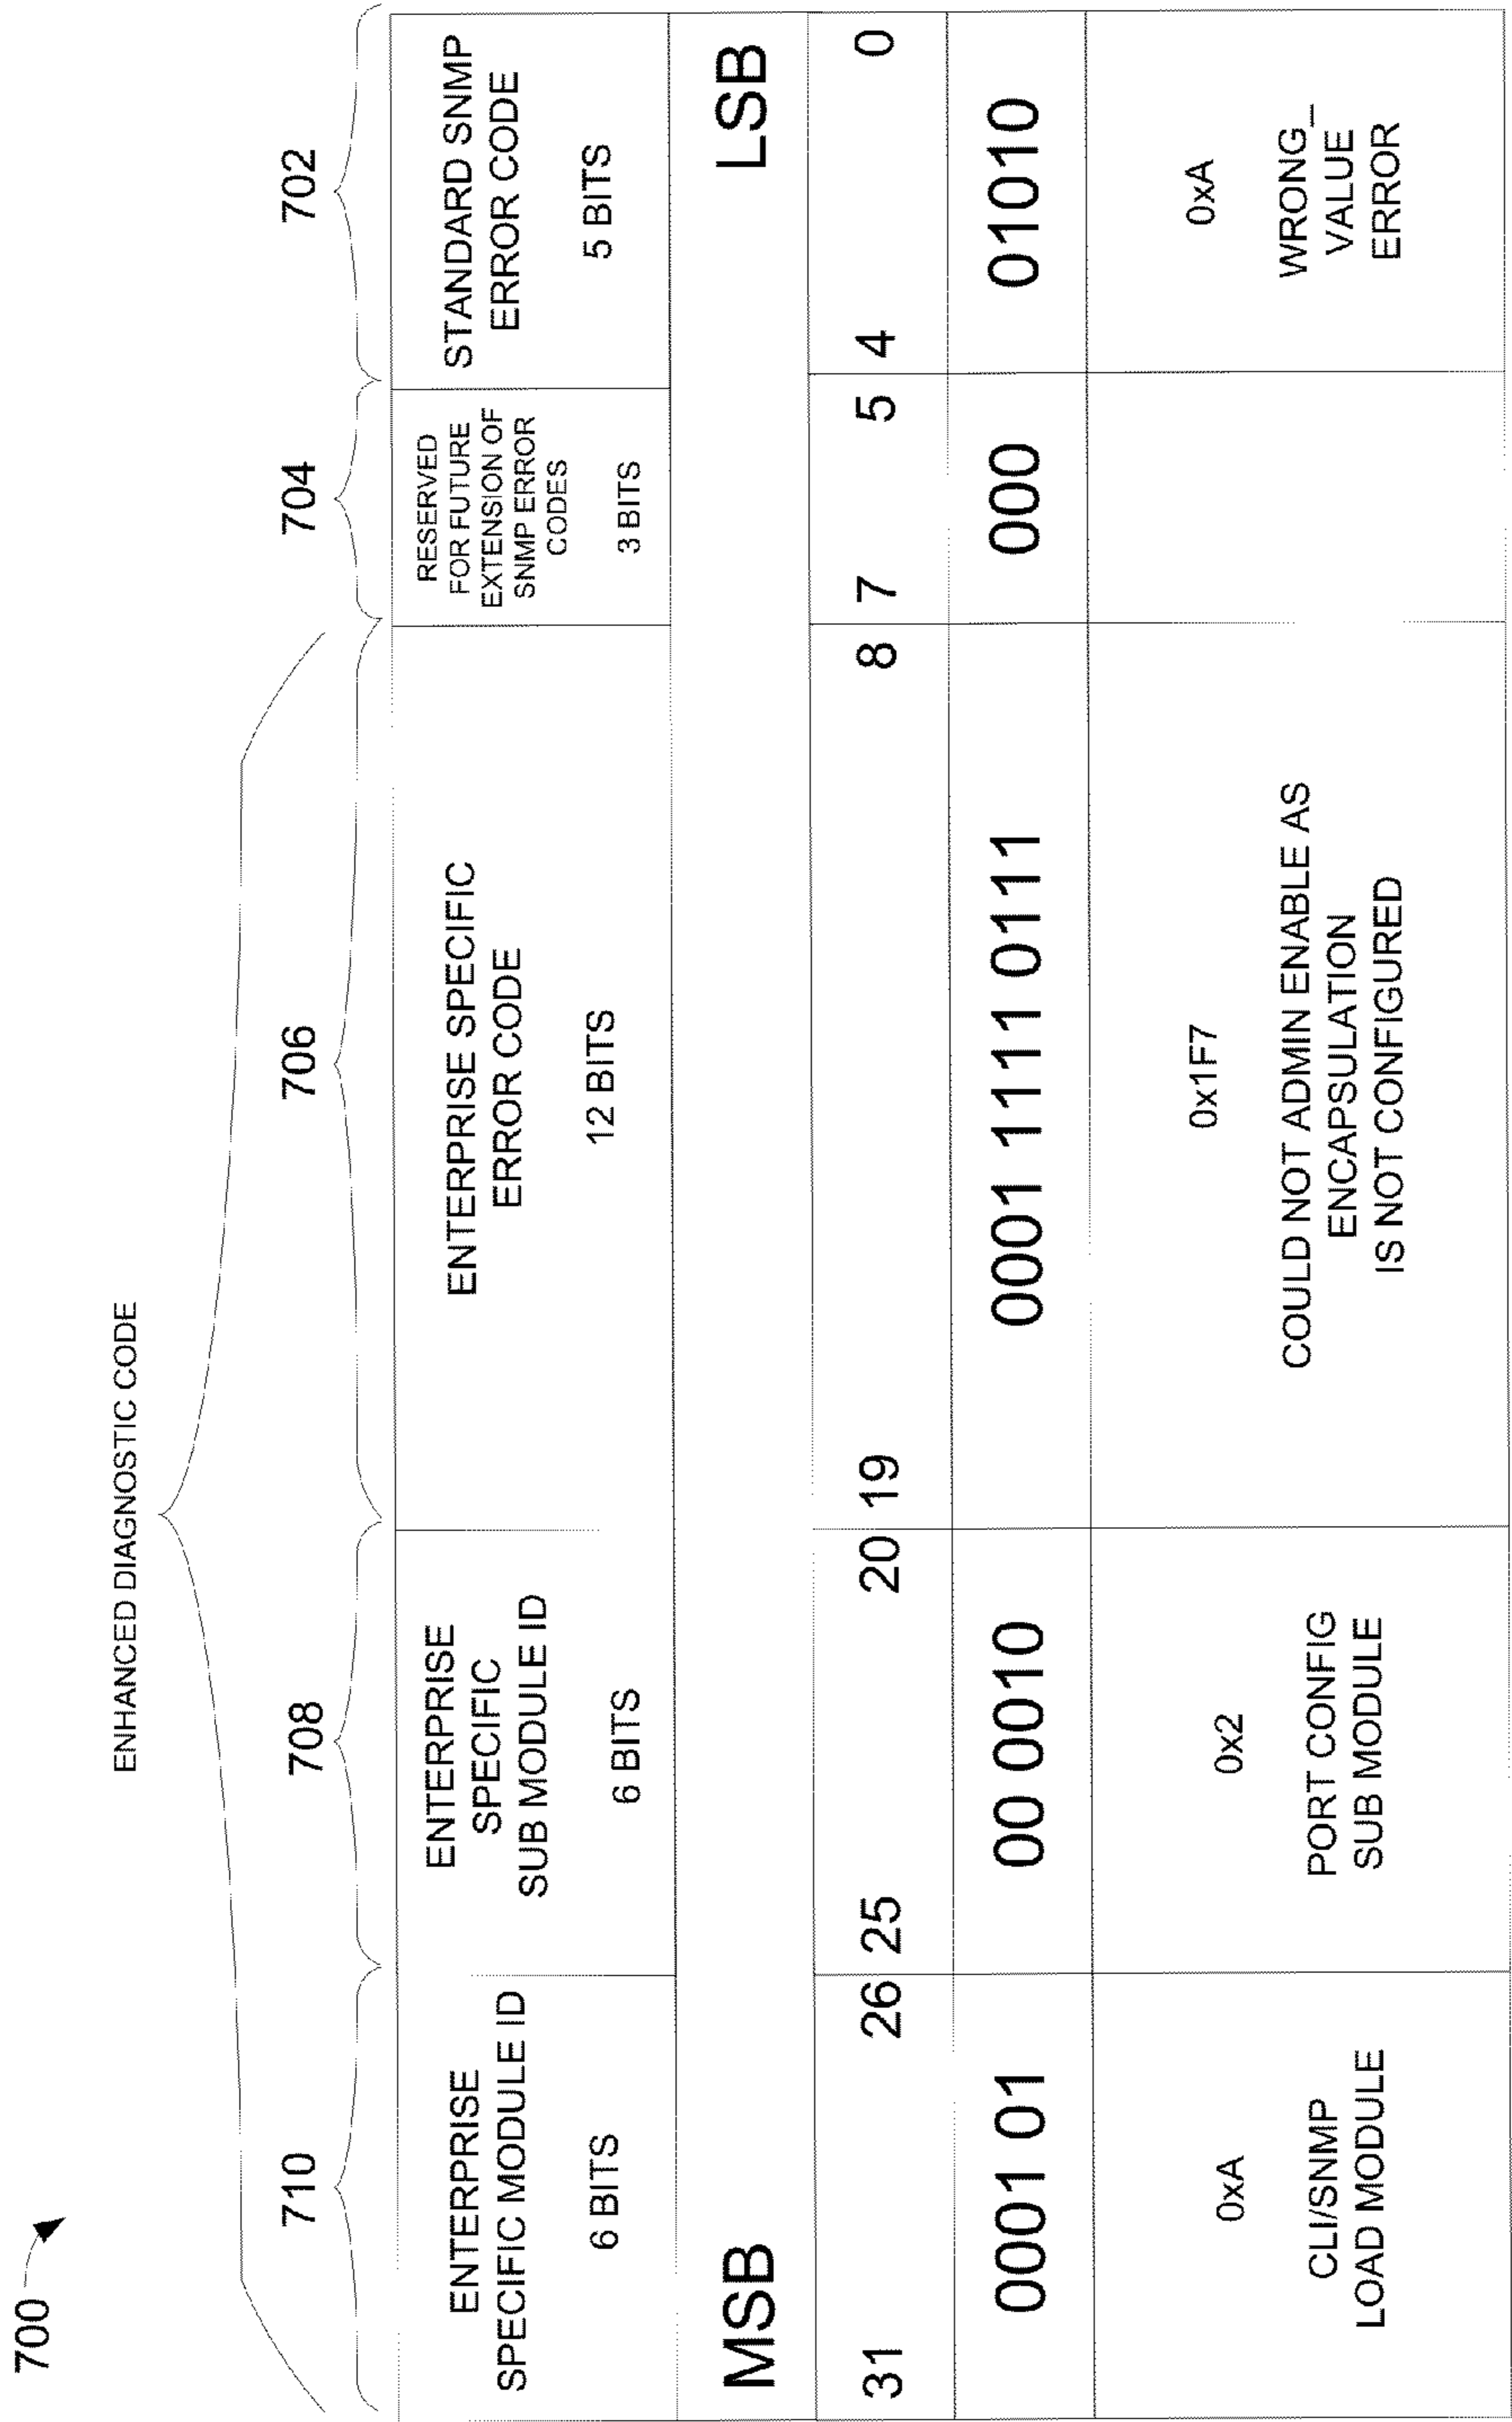 700
ENHANCED DIAGNOSTIC CODE
710
708
706
704
702
ENTERPRISE
SPECIFIC MODULE ID
6 BITS
ENTERPRISE
SPECIFIC
SUB MODULE ID
6 BITS
ENTERPRISE SPECIFIC
ERROR CODE
12 BITS
RESERVED
FOR FUTURE
EXTENSION OF
SNMP ERROR
CODES
3 BITS
STANDARD SNMP
ERROR CODE
5 BITS
MSB
LSB
31
26
25
20
19
8
7
5
4
0
0001 01
00 0010
0001 1111 0111
000
01010
0xA
CLI/SNMP
LOAD MODULE
0x2
PORT CONFIG
SUB MODULE
0x1F7
COULD NOT ADMIN ENABLE AS
ENCAPSULATION
IS NOT CONFIGURED
0xA
WRONG_
VALUE
ERROR